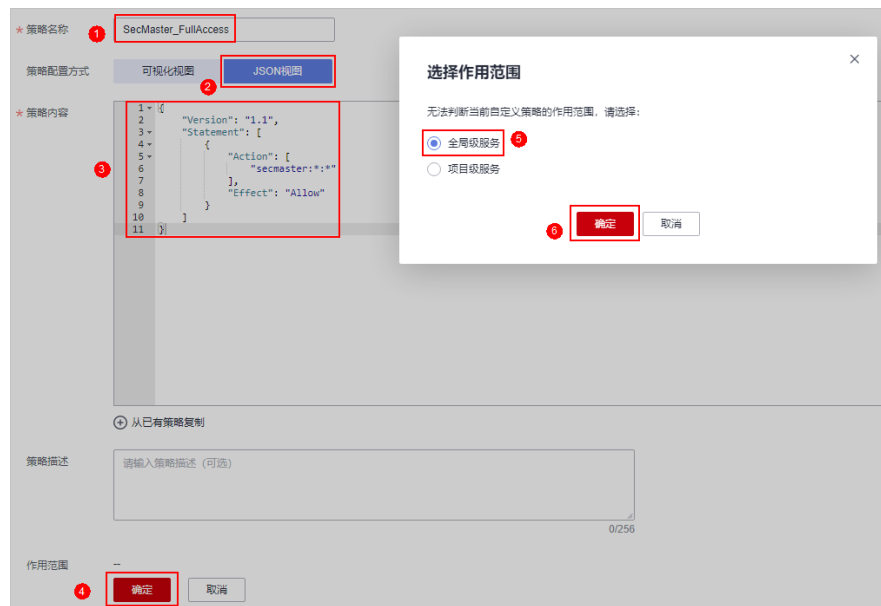 * 策略名称 1 SecMaster_FullAccess
策略配置方式 可视化视图 2 JSON视图
* 策略内容
3
1 {
2 "Version": "1.1",
3 "Statement": [
4 {
5 "Action": [
6 "secmaster:*:*"
7 ],
8 "Effect": "Allow"
9 }
10 ]
11 }
从已有策略复制
策略描述 请输入策略描述（可选）
0/256
作用范围 --
4 确定 取消
选择作用范围
无法判断当前自定义策略的作用范围，请选择：
全局级服务 5
项目级服务
6 确定 取消